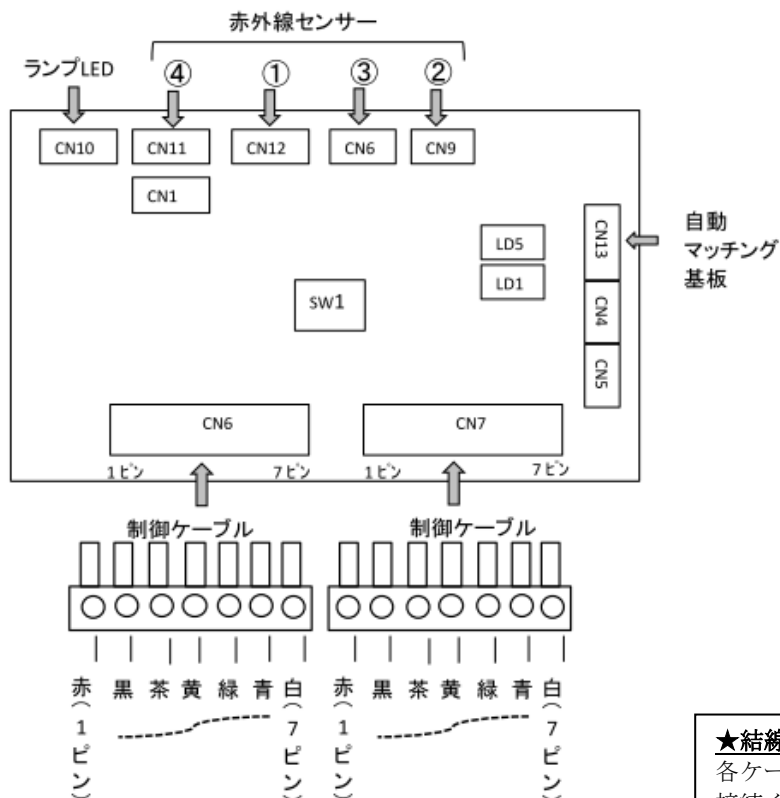 赤外線センサー
ランプLED
④ ① ③ ②
CN10 CN11 CN12 CN6 CN9
CN1
LD5
LD1
SW1
CN13
CN4
CN5
自動
マッチング
基板
CN6 CN7
1ピン 7ピン 1ピン 7ピン
制御ケーブル 制御ケーブル
赤(1ピン) 黒 茶 黄 緑 青 白(7ピン) 赤(1ピン) 黒 茶 黄 緑 青 白(7ピン)
★結線
各ケー